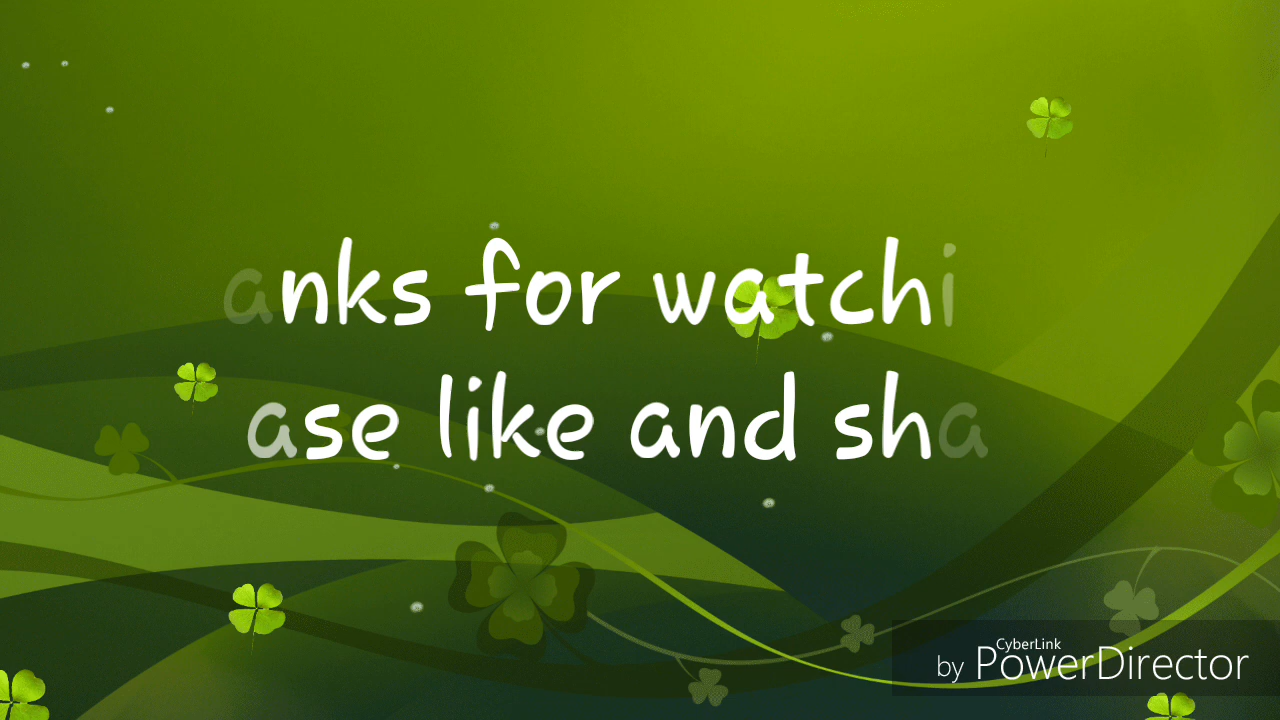 anks for watchi
ase like and sha
CyberLink
by PowerDirector